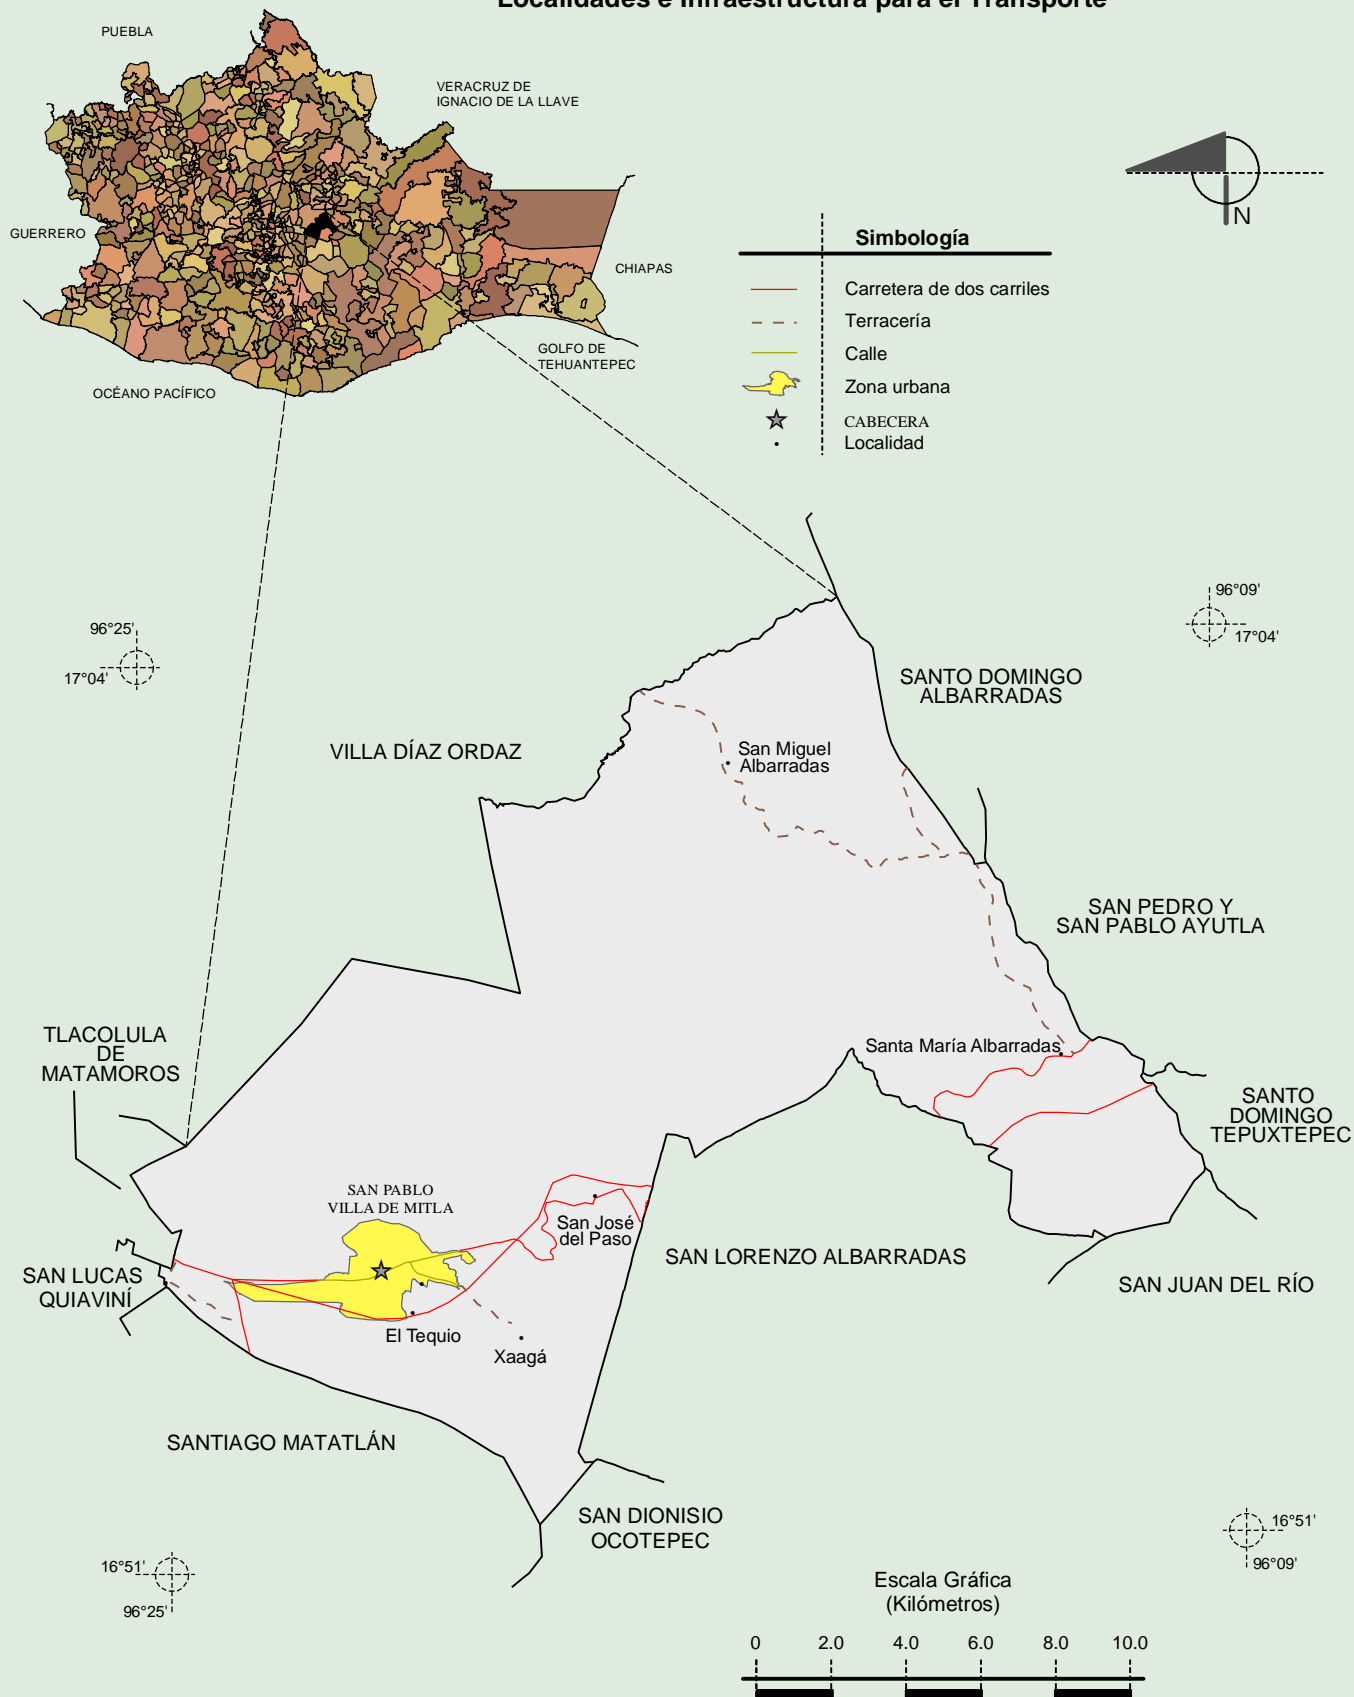 Localidades e Infraestructura para el Transporte
PUEBLA
VERACRUZ DE
IGNACIO DE LA LLAVE
GUERRERO
CHIAPAS
GOLFO DE
TEHUANTEPEC
OCÉANO PACÍFICO
N
Simbología
Carretera de dos carriles
Terracería
Calle
Zona urbana
CABECERA
Localidad
96°25'
17°04'
96°09'
17°04'
SANTO DOMINGO
ALBARRADAS
VILLA DÍAZ ORDAZ
San Miguel
Albarradas
SAN PEDRO Y
SAN PABLO AYUTLA
TLACOLULA
DE
MATAMOROS
Santa María Albarradas
SANTO
DOMINGO
TEPUXTEPEC
SAN PABLO
VILLA DE MITLA
San José
del Paso
SAN LORENZO ALBARRADAS
SAN LUCAS
QUIAVINÍ
SAN JUAN DEL RÍO
El Tequio
Xaagá
SANTIAGO MATATLÁN
SAN DIONISIO
OCOTEPEC
16°51'
96°25'
16°51'
96°09'
Escala Gráfica
(Kilómetros)
0 2.0 4.0 6.0 8.0 10.0